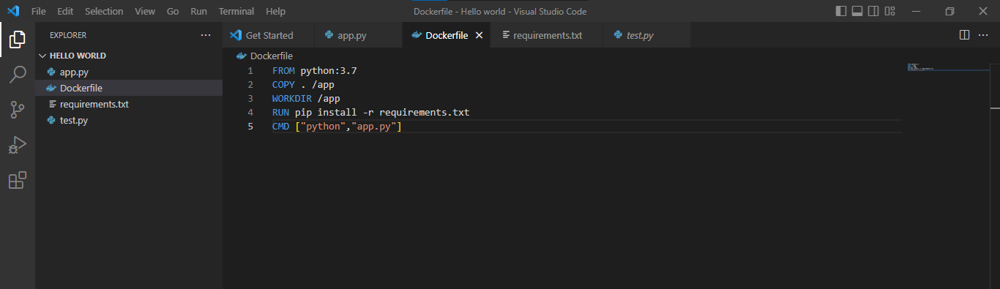 File Edit Selection View Go Run Terminal Help Dockerfile - Hello world - Visual Studio Code
EXPLORER ···
Get Started app.py Dockerfile requirements.txt test.py
HELLO WORLD
app.py
Dockerfile
requirements.txt
test.py
Dockerfile
1 FROM python:3.7
2 COPY . /app
3 WORKDIR /app
4 RUN pip install -r requirements.txt
5 CMD ["python","app.py"]